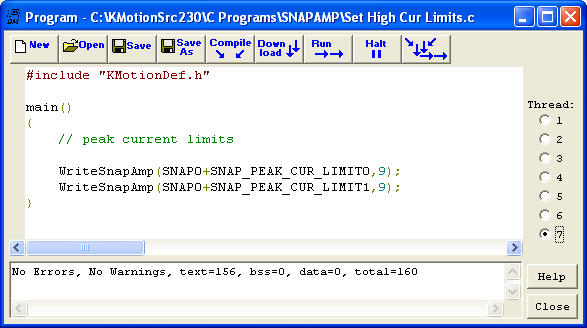 Program - C:\KMotionSrc230\C Programs\SNAPAMP\Set High Cur Limits.c
New Open Save Save As Compile Down load Run Halt
#include "KMotionDef.h"
main()
{
// peak current limits
WriteSnapAmp(SNAP0+SNAP_PEAK_CUR_LIMIT0,9);
WriteSnapAmp(SNAP0+SNAP_PEAK_CUR_LIMIT1,9);
}
Thread:
1
2
3
4
5
6
7
No Errors, No Warnings, text=156, bss=0, data=0, total=160
Help
Close